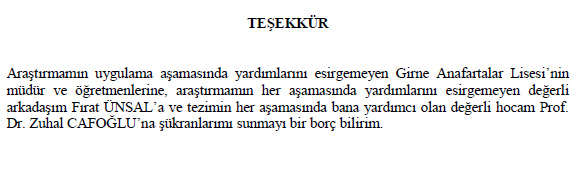 TEŞEKKÜR
Araştırmamın uygulama aşamasında yardımlarını esirgemeyen Girne Anafartalar Lisesi’nin
müdür ve öğretmenlerine, araştırmamın her aşamasında yardımlarını esirgemeyen değerli
arkadaşım Fırat ÜNSAL’a ve tezimin her aşamasında bana yardımcı olan değerli hocam Prof.
Dr. Zuhal CAFOĞLU’na şükranlarımı sunmayı bir borç bilirim.